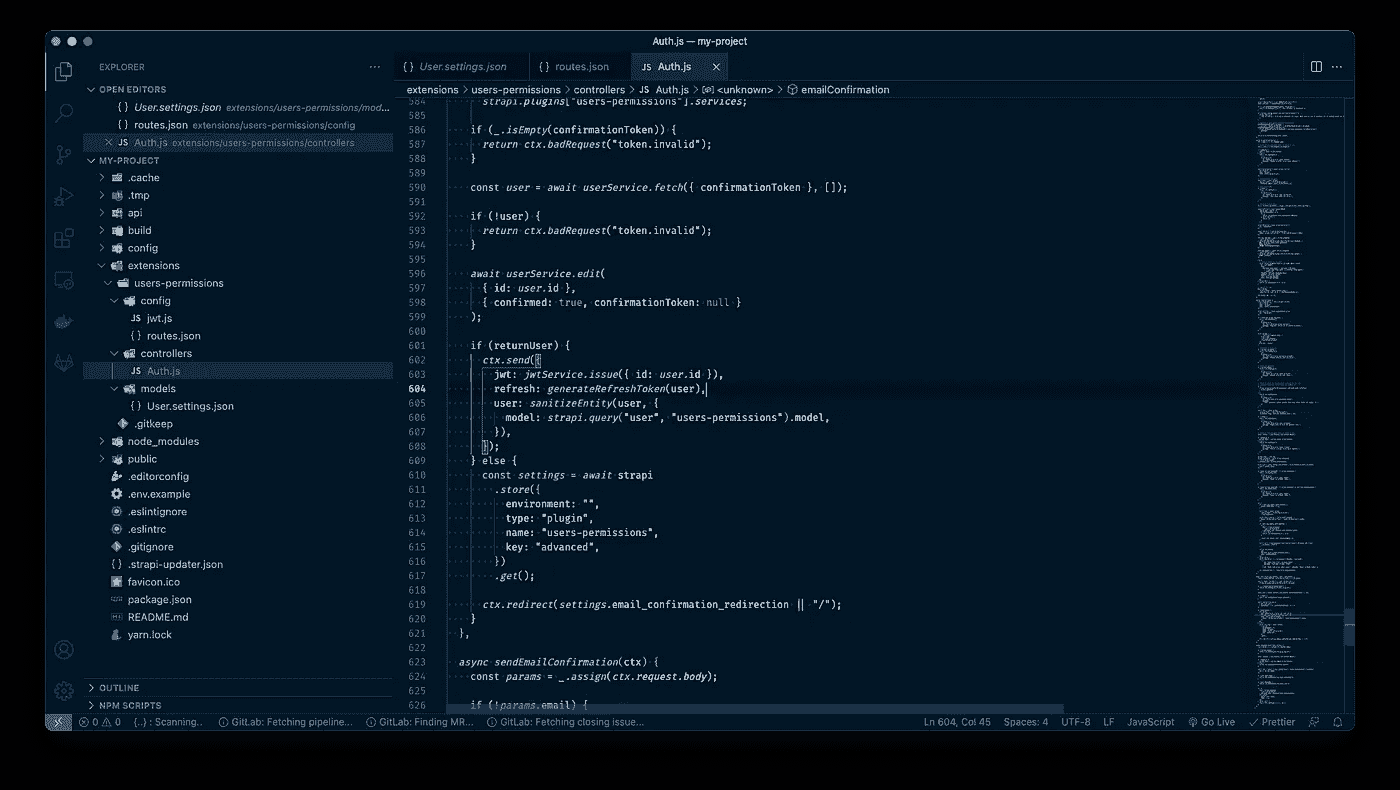 Auth.js — my-project
EXPLORER
OPEN EDITORS
User.settings.json extensions/users-permissions/mod...
routes.json extensions/users-permissions/config
Auth.js extensions/users-permissions/controllers
MY-PROJECT
.cache
.tmp
api
build
config
extensions
users-permissions
config
JS jwt.js
{ } routes.json
controllers
JS Auth.js
models
{ } User.settings.json
.gitkeep
node_modules
public
.editorconfig
.env.example
.eslintignore
.eslintrc
.gitignore
{ } .strapi-updater.json
favicon.ico
package.json
README.md
yarn.lock
OUTLINE
NPM SCRIPTS
{ } User.settings.json { } routes.json JS Auth.js
extensions > users-permissions > controllers > JS Auth.js > <unknown> > emailConfirmation
584 strapi.plugins["users-permissions"].services;
585
586 if (_.isEmpty(confirmationToken)) {
587 return ctx.badRequest("token.invalid");
588 }
589
590 const user = await userService.fetch({ confirmationToken }, []);
591
592 if (!user) {
593 return ctx.badRequest("token.invalid");
594 }
595
596 await userService.edit(
597 { id: user.id },
598 { confirmed: true, confirmationToken: null }
599 );
600
601 if (returnUser) {
602 ctx.send({
603 jwt: jwtService.issue({ id: user.id }),
604 refresh: generateRefreshToken(user),
605 user: sanitizeEntity(user, {
606 model: strapi.query("user", "users-permissions").model,
607 }),
608 });
609 } else {
610 const settings = await strapi
611 .store({
612 environment: "",
613 type: "plugin",
614 name: "users-permissions",
615 key: "advanced",
616 })
617 .get();
618
619 ctx.redirect(settings.email_confirmation_redirection || "/");
620 }
621 },
622
623 async sendEmailConfirmation(ctx) {
624 const params = _.assign(ctx.request.body);
625
626 if (!params.email) {
0 0 {..} : Scanning.. GitLab: Fetching pipeline... GitLab: Finding MR... GitLab: Fetching closing issue... Ln 604, Col 45 Spaces: 4 UTF-8 LF JavaScript Go Live Prettier